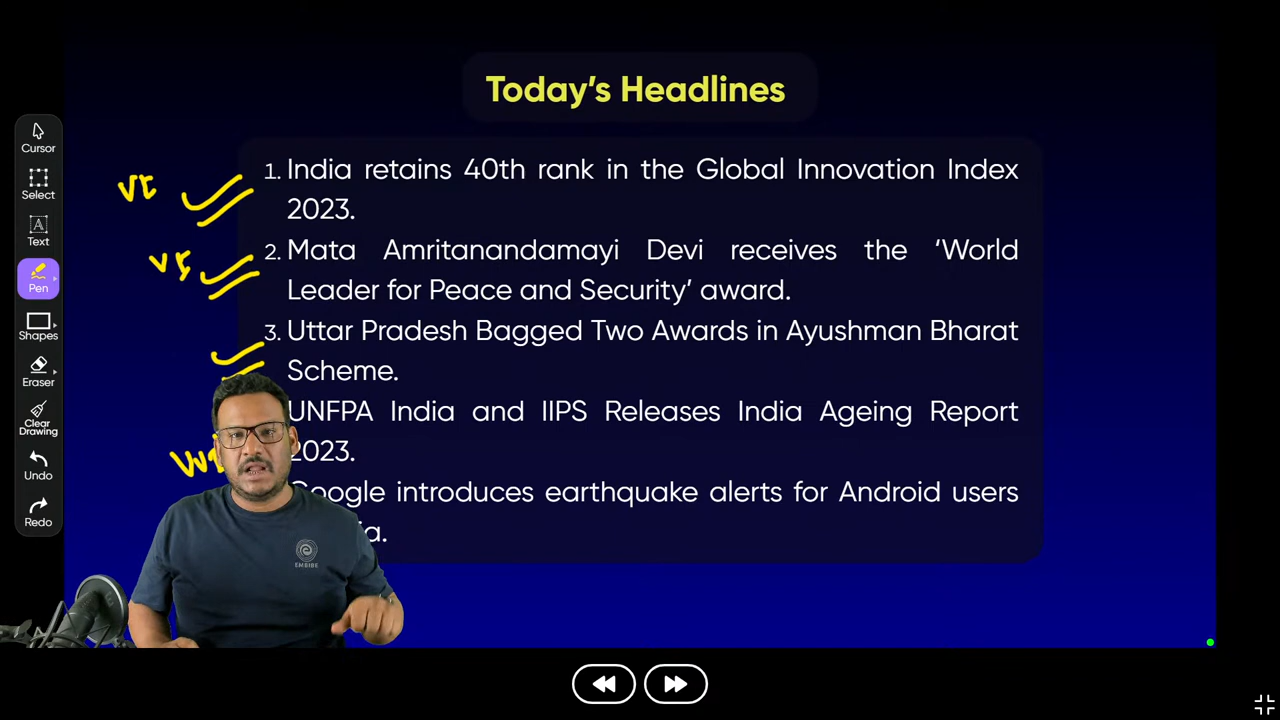 Today's Headlines
Cursor
Select
Text
Pen
Shapes
Eraser
Clear
Drawing
Undo
Redo
1. India retains 40th rank in the Global Innovation Index
2023.
2. Mata Amritanandamayi Devi receives the ‘World
Leader for Peace and Security’ award.
3. Uttar Pradesh Bagged Two Awards in Ayushman Bharat
Scheme.
UNFPA India and IIPS Releases India Ageing Report
2023.
Google introduces earthquake alerts for Android users
EMBIBE